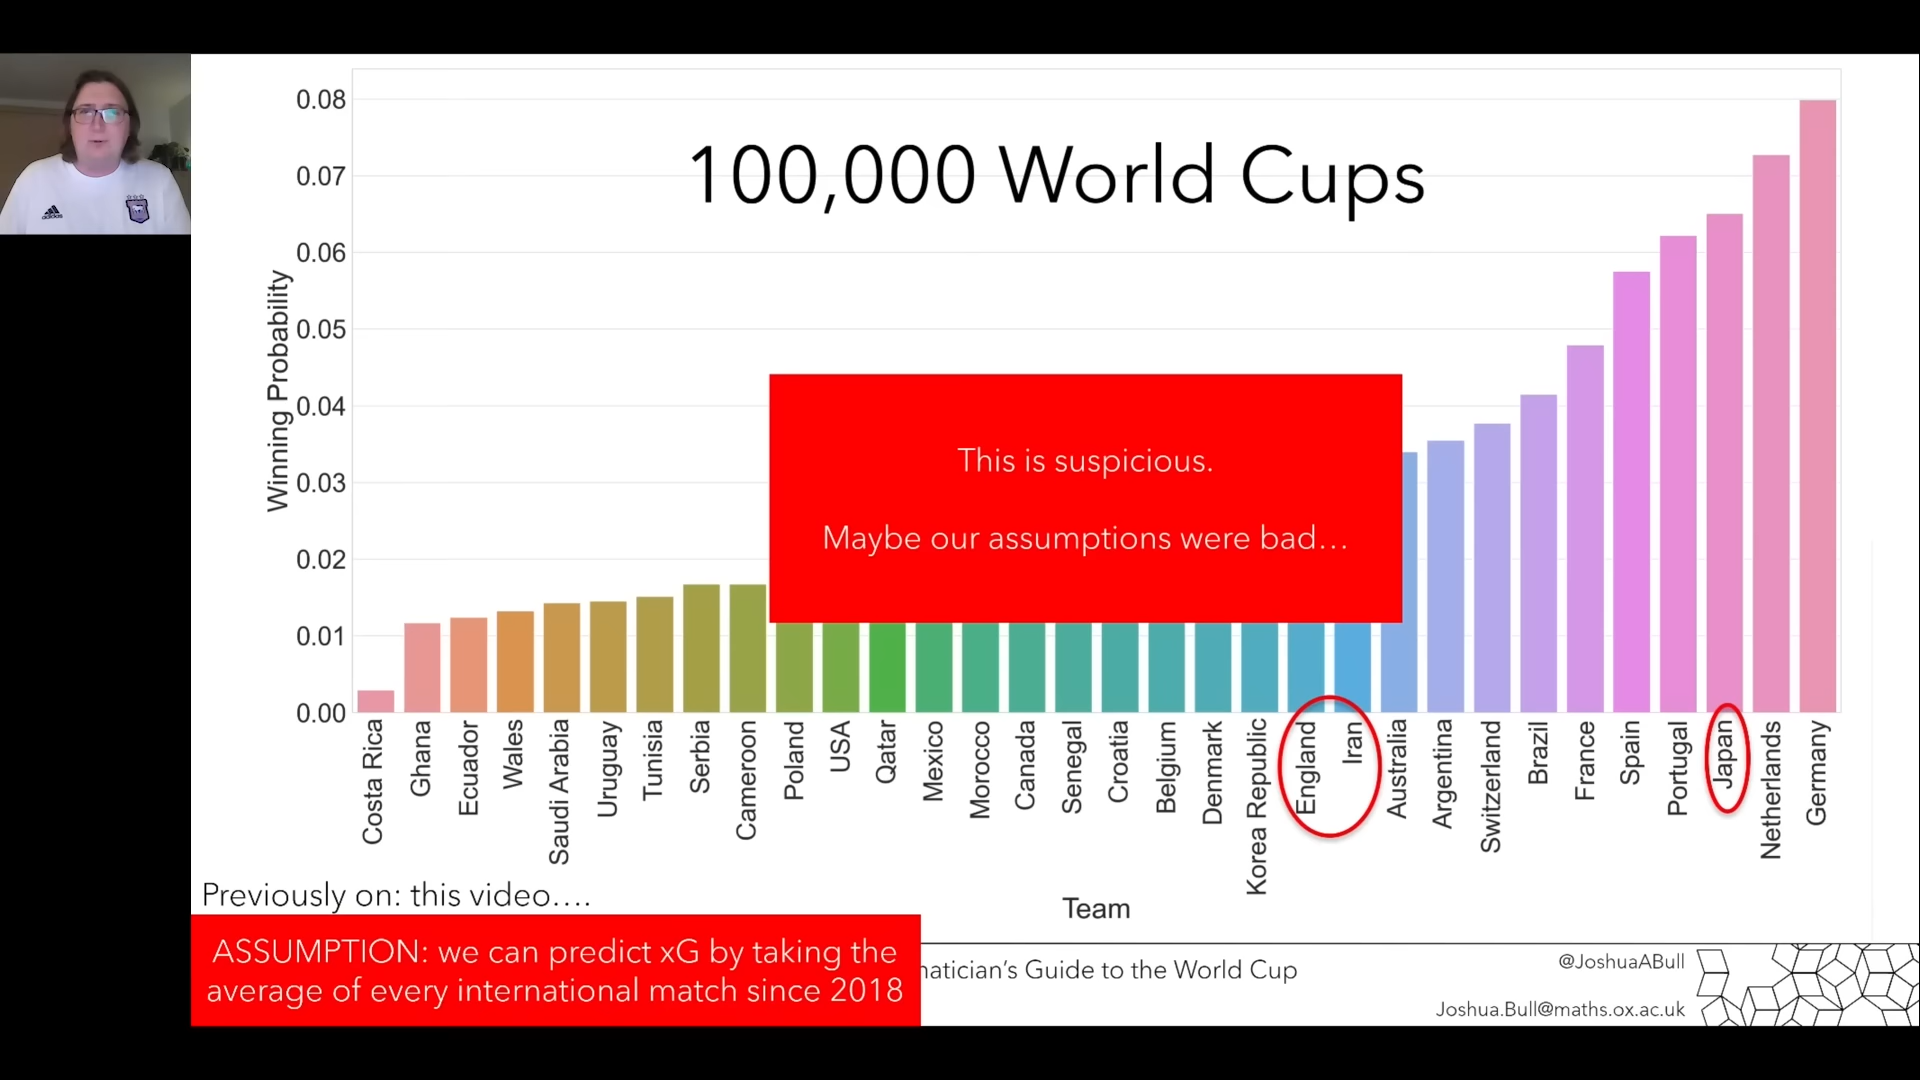 100,000 World Cups
0.08
0.07
0.06
0.05
0.04
0.03
0.02
0.01
0.00
Winning Probability
This is suspicious.
Maybe our assumptions were bad...
Costa Rica
Ghana
Ecuador
Wales
Saudi Arabia
Uruguay
Tunisia
Serbia
Cameroon
Poland
USA
Qatar
Mexico
Morocco
Canada
Senegal
Croatia
Belgium
Denmark
Korea Republic
England
Iran
Australia
Argentina
Switzerland
Brazil
France
Spain
Portugal
Japan
Netherlands
Germany
Team
Previously on: this video....
ASSUMPTION: we can predict xG by taking the
average of every international match since 2018
natician's Guide to the World Cup
@JoshuaABull
Joshua.Bull@maths.ox.ac.uk
adidas